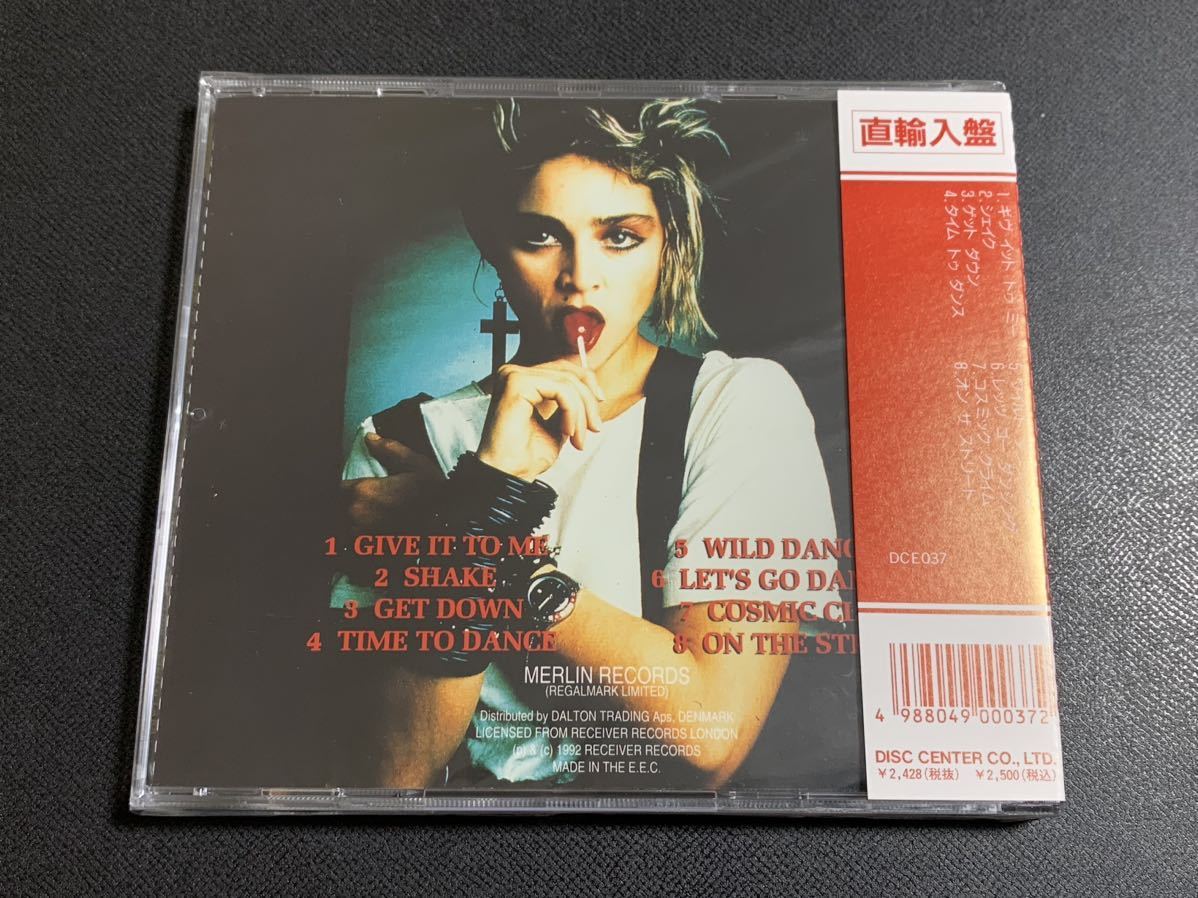 1 GIVE IT TO ME
2 SHAKE
3 GET DOWN
4 TIME TO DANCE
5 WILD DANC
6 LET'S GO DA
7 COSMIC CL
8 ON THE ST
MERLIN RECORDS
(REGALMARK LIMITED)
Distributed by DALTON TRADING Aps, DENMARK
LICENSED FROM RECEIVER RECORDS LONDON
(p) & (c) 1992 RECEIVER RECORDS
MADE IN THE E.E.C.
直輸入盤
1. ギヴ イット トゥ ミー
2. シェイク
3. ゲット ダウン
4. タイム トゥ ダンス
6. レッツ ゴー ダンシング
7. コズミック クライム
8. オン ザ ストリート
DCE037
4 988049 000372
DISC CENTER CO., LTD.
¥2,428(税抜) ¥2,500(税込)